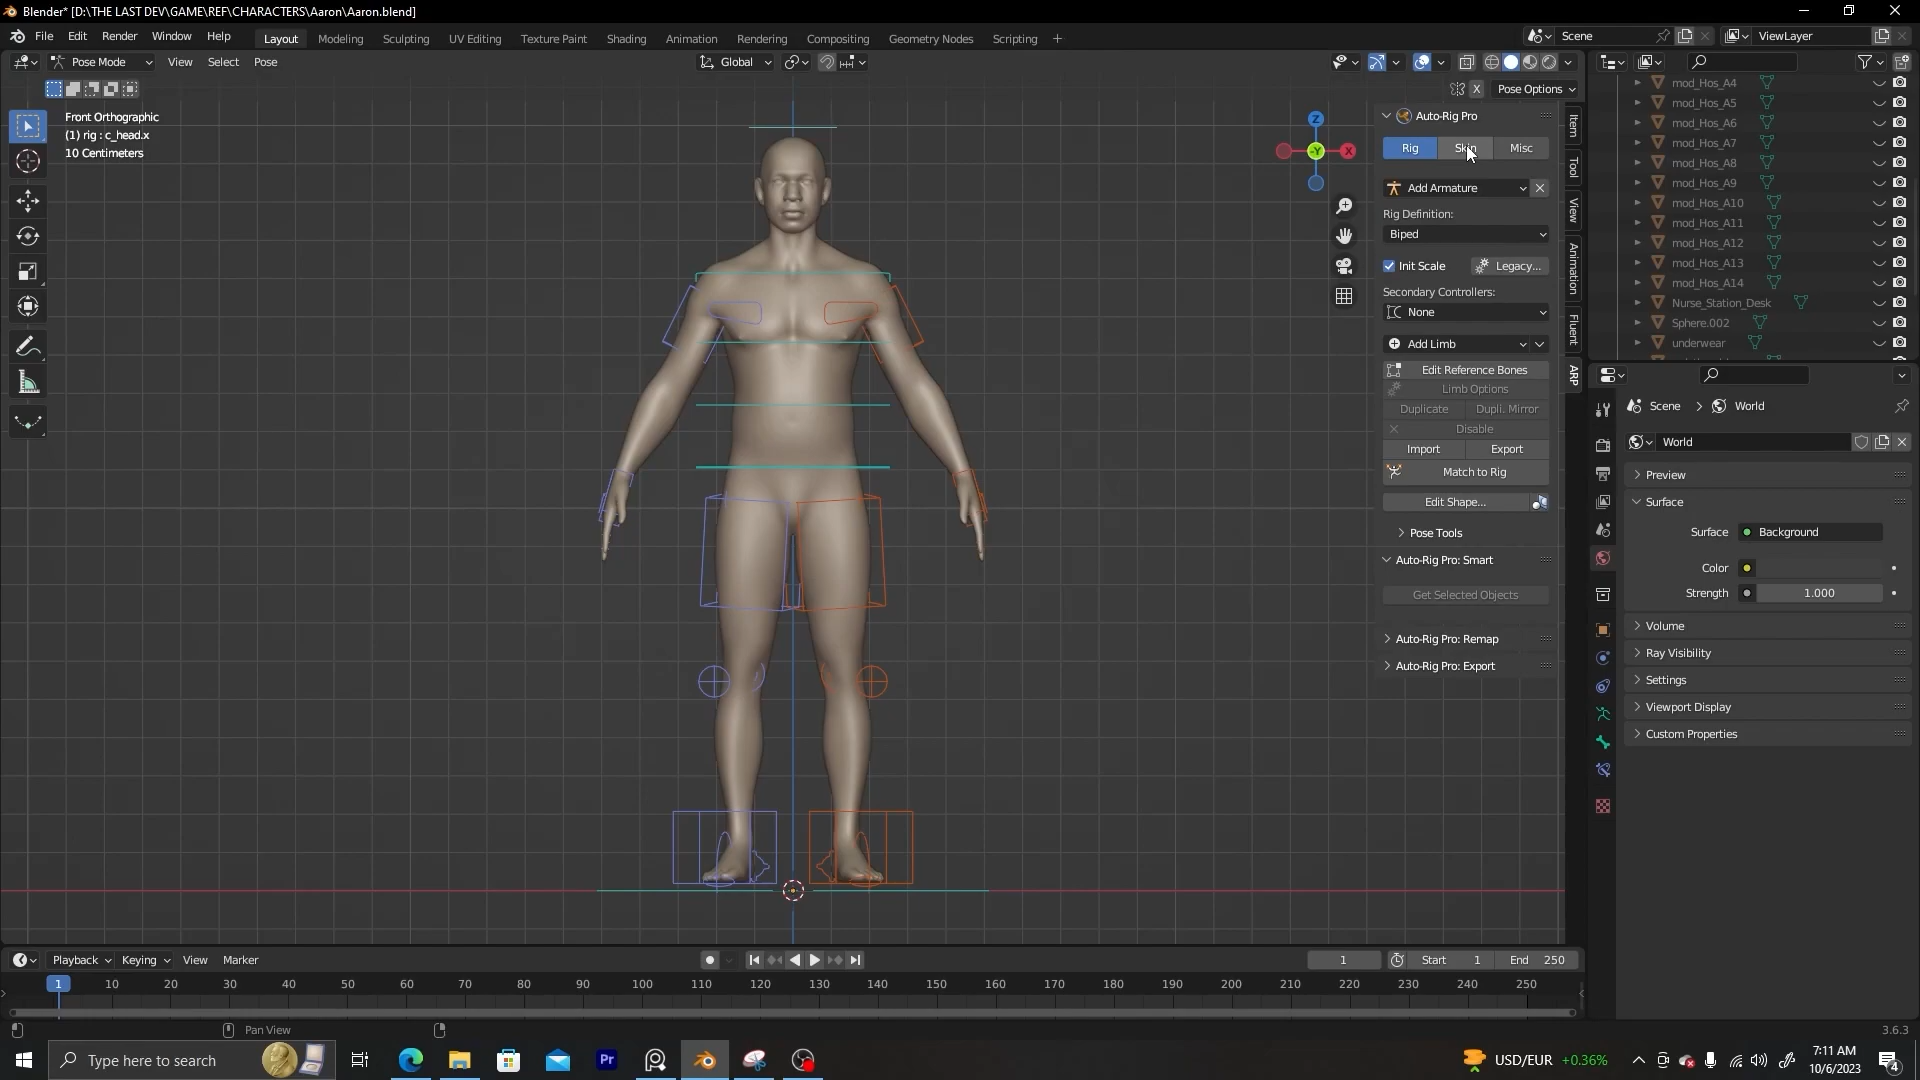 Blender* [D:\THE LAST DEV\GAME\REF\CHARACTERS\Aaron\Aaron.blend]
File Edit Render Window Help Layout Modeling Sculpting UV Editing Texture Paint Shading Animation Rendering Compositing Geometry Nodes Scripting + Scene ViewLayer
Pose Mode View Select Pose Global
X Pose Options
Front Orthographic
(1) rig : c_head.x
10 Centimeters
Z
-Y
X
Auto-Rig Pro
Rig Skin Misc
Add Armature
Rig Definition:
Biped
Init Scale Legacy...
Secondary Controllers:
None
Add Limb
Edit Reference Bones
Limb Options
Duplicate Dupli. Mirror
Disable
Import Export
Match to Rig
Edit Shape...
Pose Tools
Auto-Rig Pro: Smart
Get Selected Objects
Auto-Rig Pro: Remap
Auto-Rig Pro: Export
Item
Tool
View
Animation
Fluent
ARP
mod_Hos_A4
mod_Hos_A5
mod_Hos_A6
mod_Hos_A7
mod_Hos_A8
mod_Hos_A9
mod_Hos_A10
mod_Hos_A11
mod_Hos_A12
mod_Hos_A13
mod_Hos_A14
Nurse_Station_Desk
Sphere.002
underwear
Scene World
World
Preview
Surface
Surface Background
Color
Strength 1.000
Volume
Ray Visibility
Settings
Viewport Display
Custom Properties
Playback Keying View Marker 1 Start 1 End 250
1 10 20 30 40 50 60 70 80 90 100 110 120 130 140 150 160 170 180 190 200 210 220 230 240 250
Pan View 3.6.3
Type here to search Pr USD/EUR +0.36% 7:11 AM
10/6/2023 4